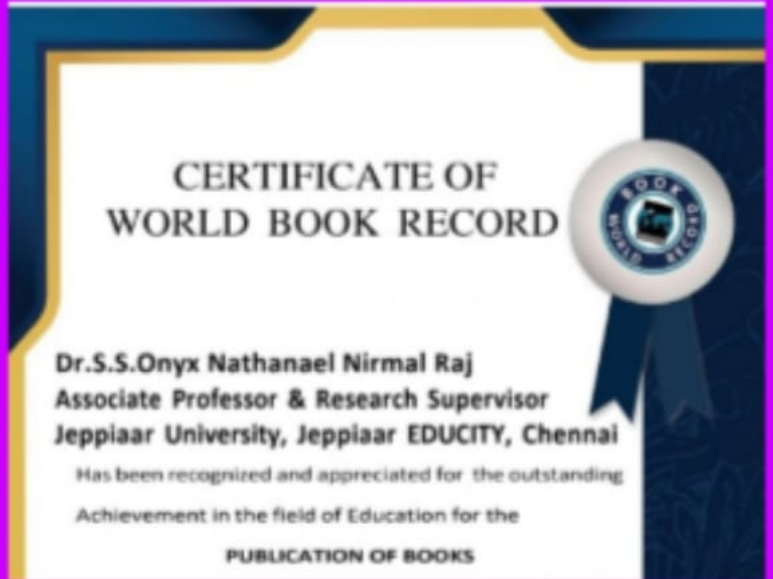 CERTIFICATE OF
WORLD BOOK RECORD
BOOK
WORLD RECORD
Dr.S.S.Onyx Nathanael Nirmal Raj
Associate Professor & Research Supervisor
Jeppiaar University, Jeppiaar EDUCITY, Chennai
Has been recognized and appreciated for the outstanding
Achievement in the field of Education for the
PUBLICATION OF BOOKS